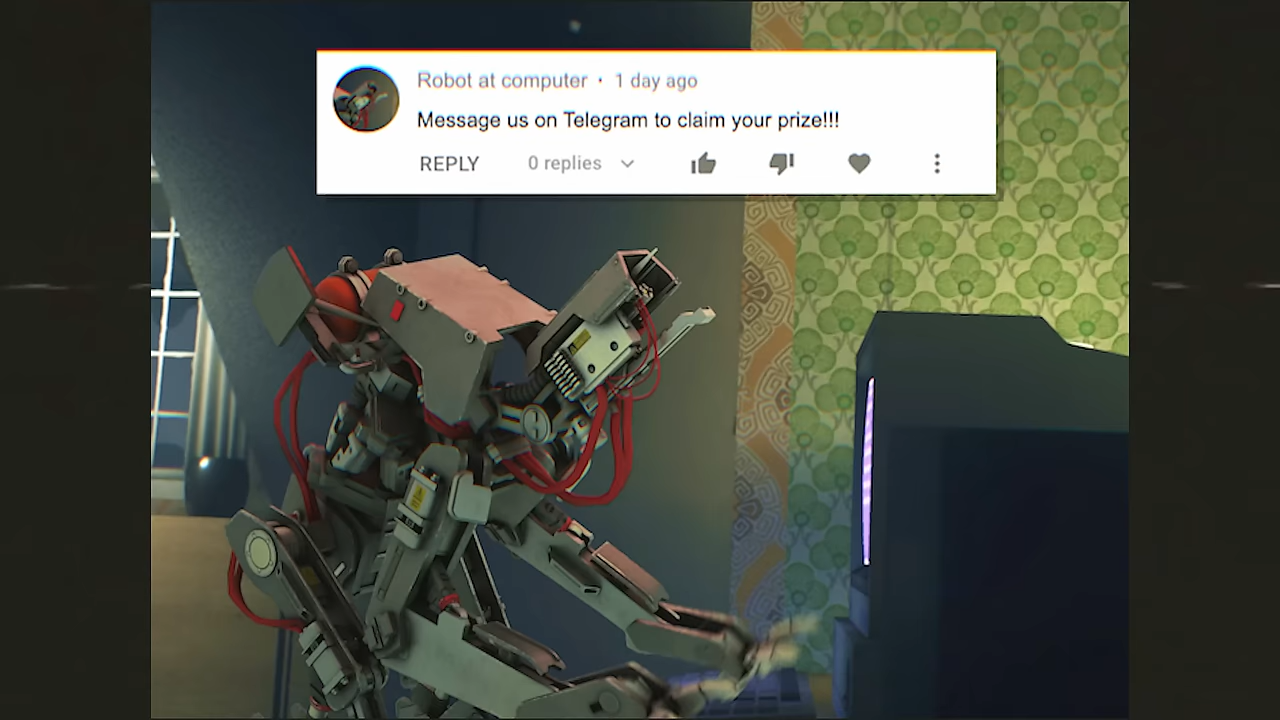 Robot at computer · 1 day ago
Message us on Telegram to claim your prize!!!
REPLY 0 replies